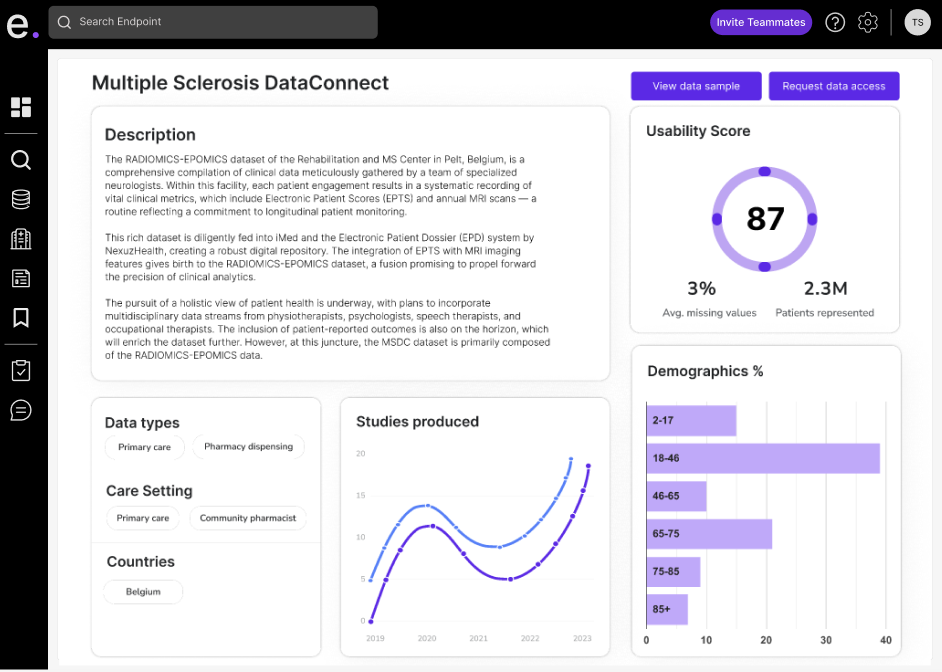 e.
Search Endpoint
Invite Teammates
TS
Multiple Sclerosis DataConnect
View data sample
Request data access
Description
The RADIOMICS-EPOMICS dataset of the Rehabilitation and MS Center in Pelt, Belgium, is a
comprehensive compilation of clinical data meticulously gathered by a team of specialized
neurologists. Within this facility, each patient engagement results in a systematic recording of
vital clinical metrics, which include Electronic Patient Scores (EPTS) and annual MRI scans — a
routine reflecting a commitment to longitudinal patient monitoring.
This rich dataset is diligently fed into iMed and the Electronic Patient Dossier (EPD) system by
NexuzHealth, creating a robust digital repository. The integration of EPTS with MRI imaging
features gives birth to the RADIOMICS-EPOMICS dataset, a fusion promising to propel forward
the precision of clinical analytics.
The pursuit of a holistic view of patient health is underway, with plans to incorporate
multidisciplinary data streams from physiotherapists, psychologists, speech therapists, and
occupational therapists. The inclusion of patient-reported outcomes is also on the horizon, which
will enrich the dataset further. However, at this juncture, the MSDC dataset is primarily composed
of the RADIOMICS-EPOMICS data.
Usability Score
87
3%
2.3M
Avg. missing values
Patients represented
Data types
Primary care
Pharmacy dispensing
Care Setting
Primary care
Community pharmacist
Countries
Belgium
Studies produced
20
15
10
5
0
2019
2020
2021
2022
2023
Demographics %
2-17
18-46
46-65
65-75
75-85
85+
0
10
20
30
40